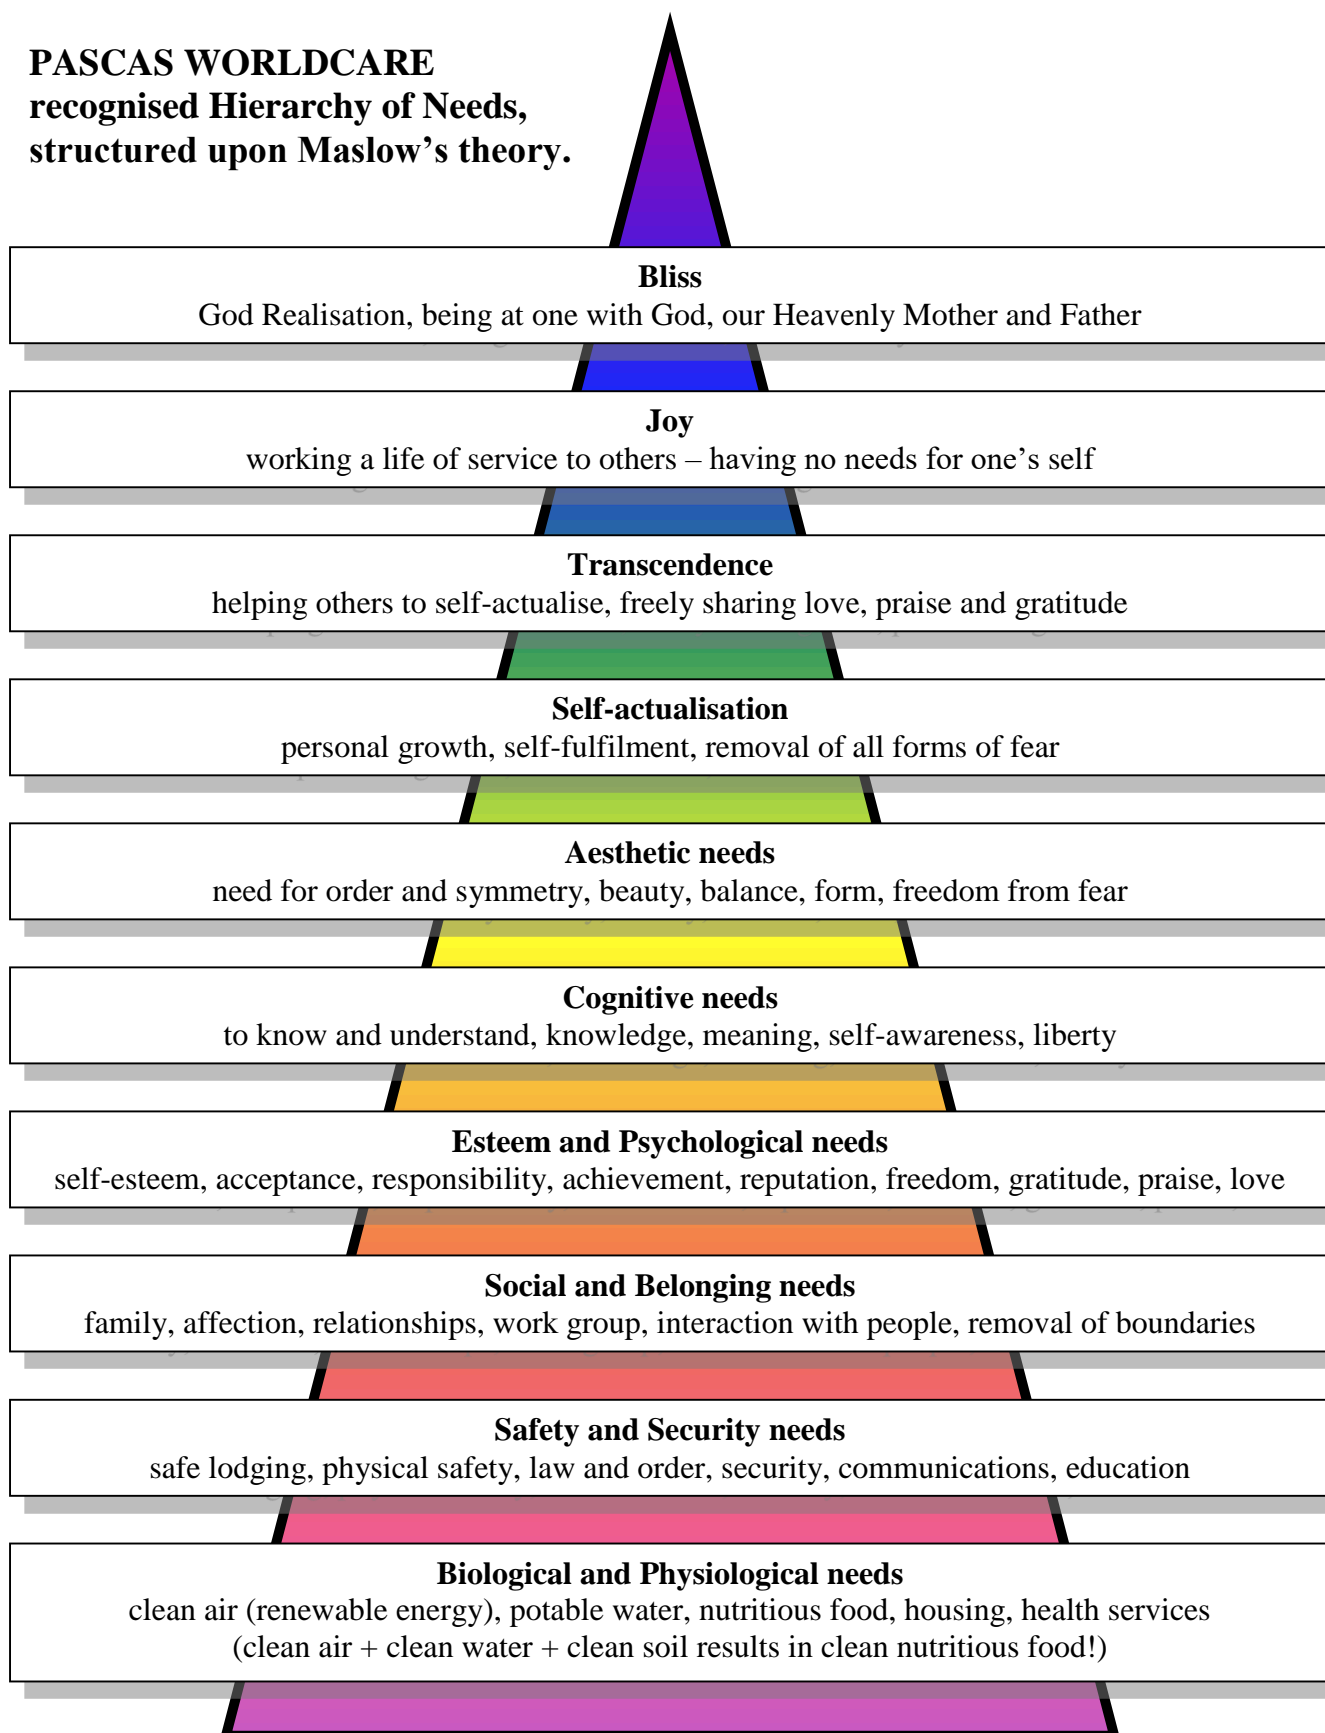 PASCAS WORLDCARE
recognised Hierarchy of Needs,
structured upon Maslow's theory.
Bliss
God Realisation, being at one with God, our Heavenly Mother and Father
Joy
working a life of service to others – having no needs for one's self
Transcendence
helping others to self-actualise, freely sharing love, praise and gratitude
Self-actualisation
personal growth, self-fulfilment, removal of all forms of fear
Aesthetic needs
need for order and symmetry, beauty, balance, form, freedom from fear
Cognitive needs
to know and understand, knowledge, meaning, self-awareness, liberty
Esteem and Psychological needs
self-esteem, acceptance, responsibility, achievement, reputation, freedom, gratitude, praise, love
Social and Belonging needs
family, affection, relationships, work group, interaction with people, removal of boundaries
Safety and Security needs
safe lodging, physical safety, law and order, security, communications, education
Biological and Physiological needs
clean air (renewable energy), potable water, nutritious food, housing, health services
(clean air + clean water + clean soil results in clean nutritious food!)